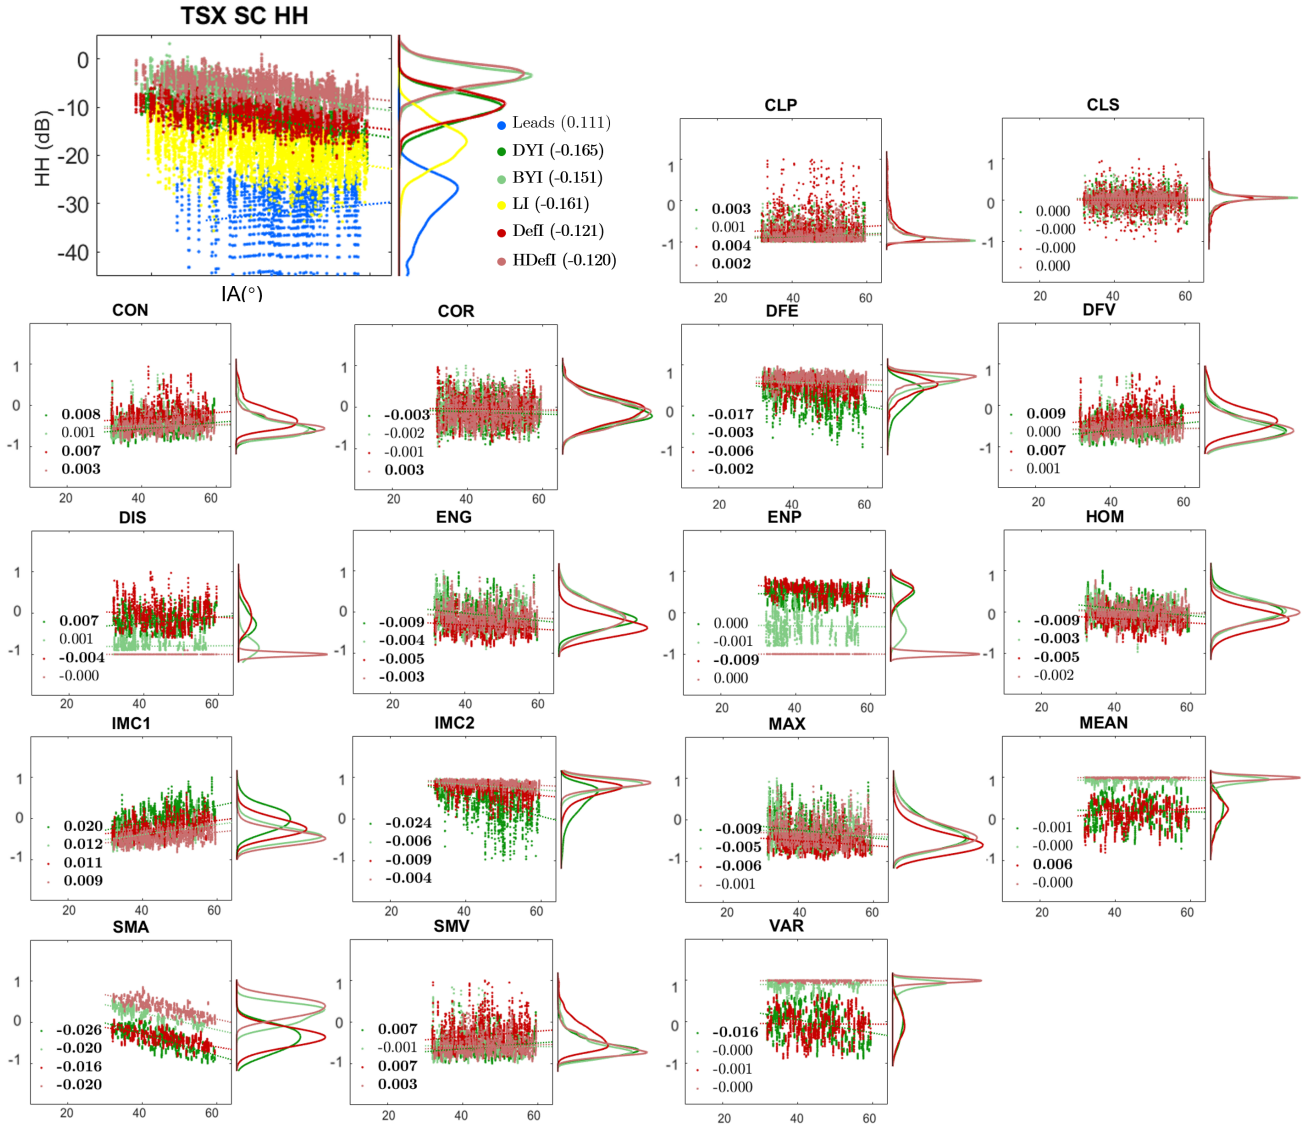 TSX SC HH
HH (dB)
0
-10
-20
-30
-40
IA(°)
Leads (0.111)
DYI (-0.165)
BYI (-0.151)
LI (-0.161)
DefI (-0.121)
HDefI (-0.120)
CLP
1
0
-1
0.003
0.001
0.004
0.002
20 40 60
CLS
1
0
-1
0.000
-0.000
-0.000
0.000
20 40 60
CON
1
0
-1
0.008
0.001
0.007
0.003
20 40 60
COR
1
0
-1
-0.003
-0.002
-0.001
0.003
20 40 60
DFE
1
0
-1
-0.017
-0.003
-0.006
-0.002
20 40 60
DFV
1
0
-1
0.009
0.000
0.007
0.001
20 40 60
DIS
1
0
-1
0.007
0.001
-0.004
-0.000
20 40 60
ENG
1
0
-1
-0.009
-0.004
-0.005
-0.003
20 40 60
ENP
1
0
-1
0.000
-0.001
-0.009
0.000
20 40 60
HOM
1
0
-1
-0.009
-0.003
-0.005
-0.002
20 40 60
IMC1
1
0
-1
0.020
0.012
0.011
0.009
20 40 60
IMC2
1
0
-1
-0.024
-0.006
-0.009
-0.004
20 40 60
MAX
1
0
-1
-0.009
-0.005
-0.006
-0.001
20 40 60
MEAN
1
0
-1
-0.001
-0.000
0.006
-0.000
20 40 60
SMA
1
0
-1
-0.026
-0.020
-0.016
-0.020
20 40 60
SMV
1
0
-1
0.007
-0.001
0.007
0.003
20 40 60
VAR
1
0
-1
-0.016
-0.000
-0.001
-0.000
20 40 60